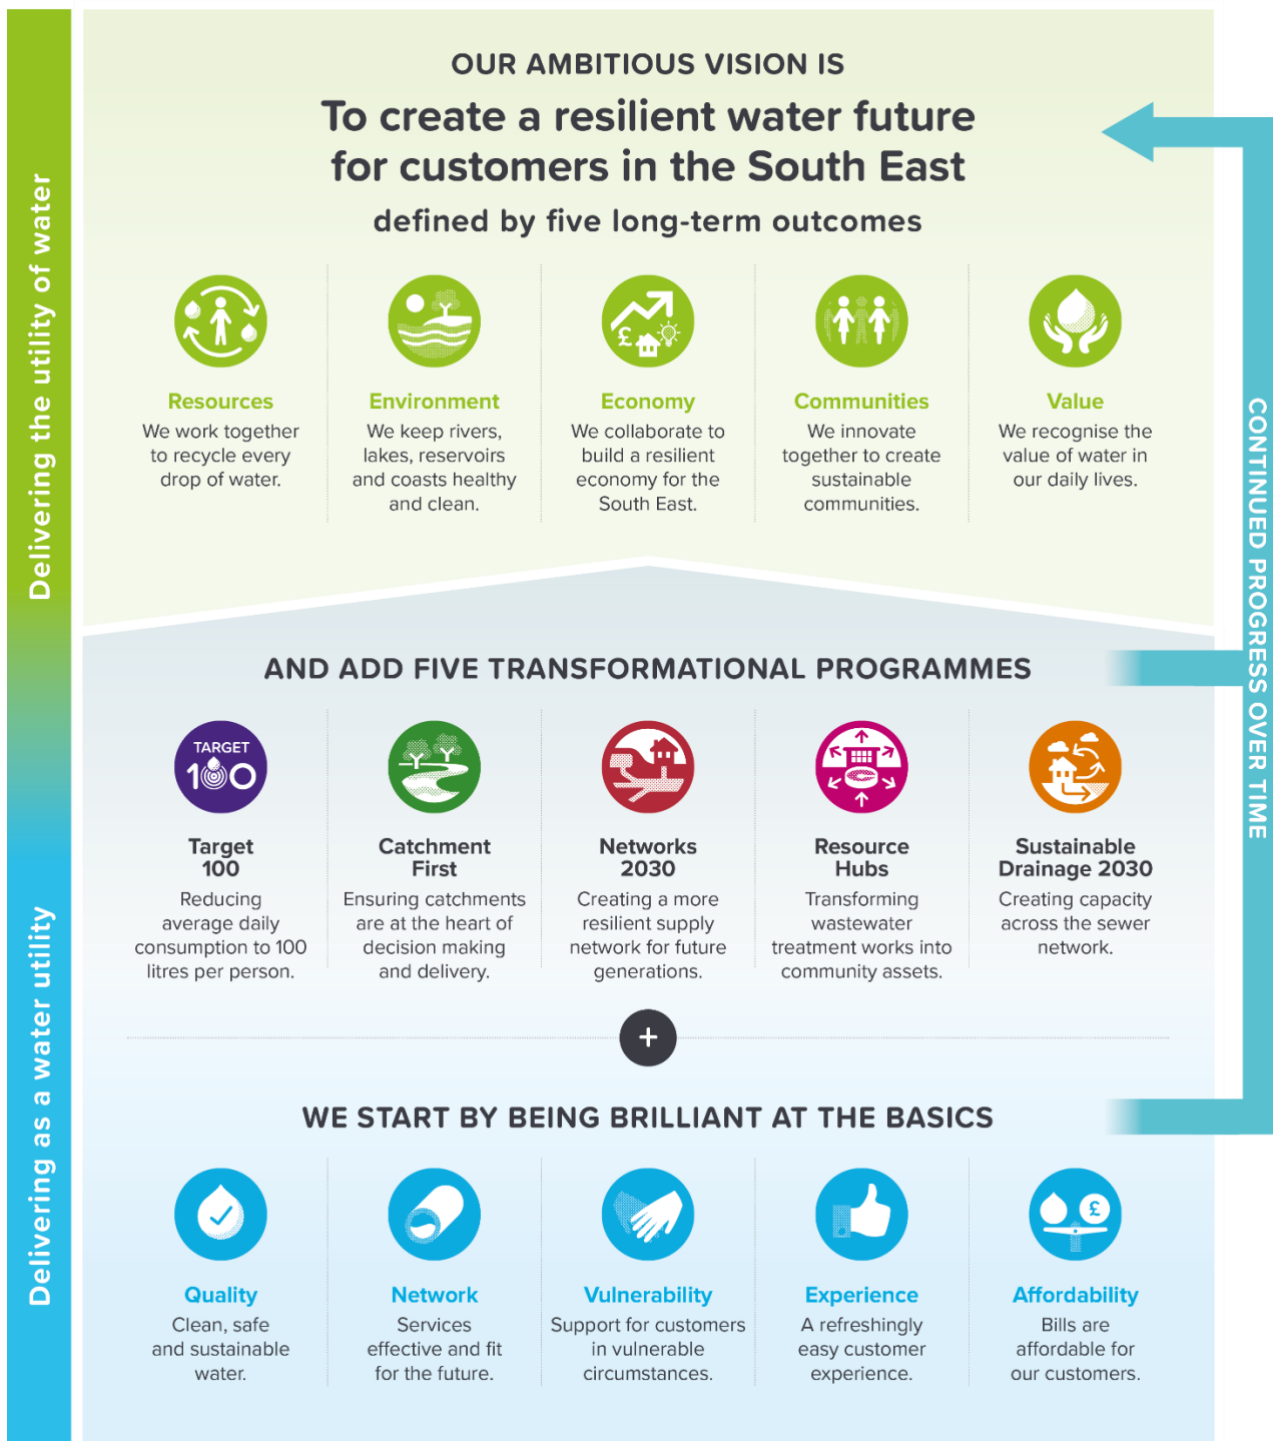 OUR AMBITIOUS VISION IS
To create a resilient water future
for customers in the South East
defined by five long-term outcomes
Resources
We work together
to recycle every
drop of water.
Environment
We keep rivers,
lakes, reservoirs
and coasts healthy
and clean.
Economy
£
We collaborate to
build a resilient
economy for the
South East.
Communities
We innovate
together to create
sustainable
communities.
Value
We recognise the
value of water in
our daily lives.
AND ADD FIVE TRANSFORMATIONAL PROGRAMMES
TARGET
100
Target
100
Reducing
average daily
consumption to 100
litres per person.
Catchment
First
Ensuring catchments
are at the heart of
decision making
and delivery.
Networks
2030
Creating a more
resilient supply
network for future
generations.
Resource
Hubs
Transforming
wastewater
treatment works into
community assets.
Sustainable
Drainage 2030
Creating capacity
across the sewer
network.
+
WE START BY BEING BRILLIANT AT THE BASICS
Quality
Clean, safe
and sustainable
water.
Network
Services
effective and fit
for the future.
Vulnerability
Support for customers
in vulnerable
circumstances.
Experience
A refreshingly
easy customer
experience.
£
Affordability
Bills are
affordable for
our customers.
Delivering the utility of water
Delivering as a water utility
CONTINUED PROGRESS OVER TIME